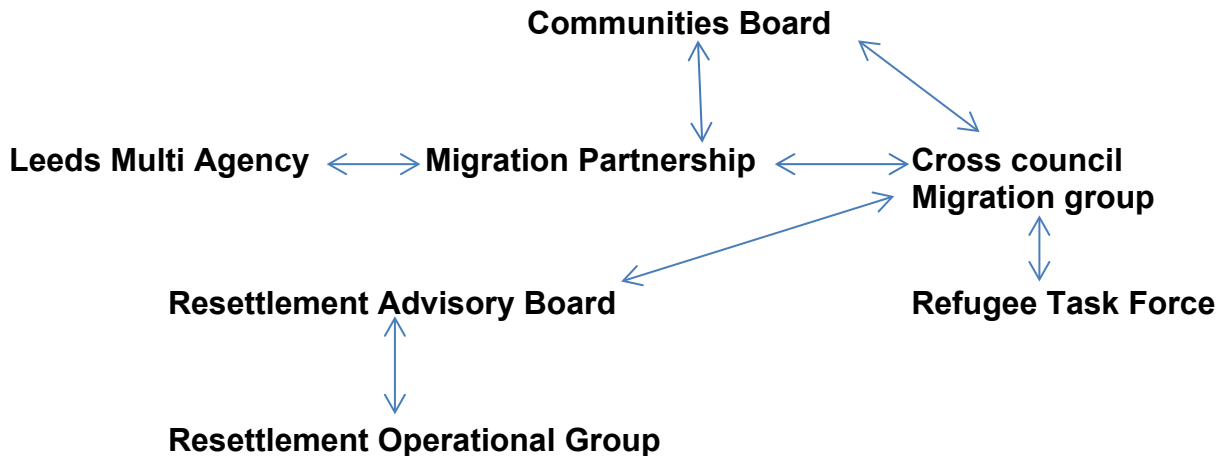 Communities Board
Leeds Multi Agency
Migration Partnership
Cross council
Migration group
Resettlement Advisory Board
Refugee Task Force
Resettlement Operational Group